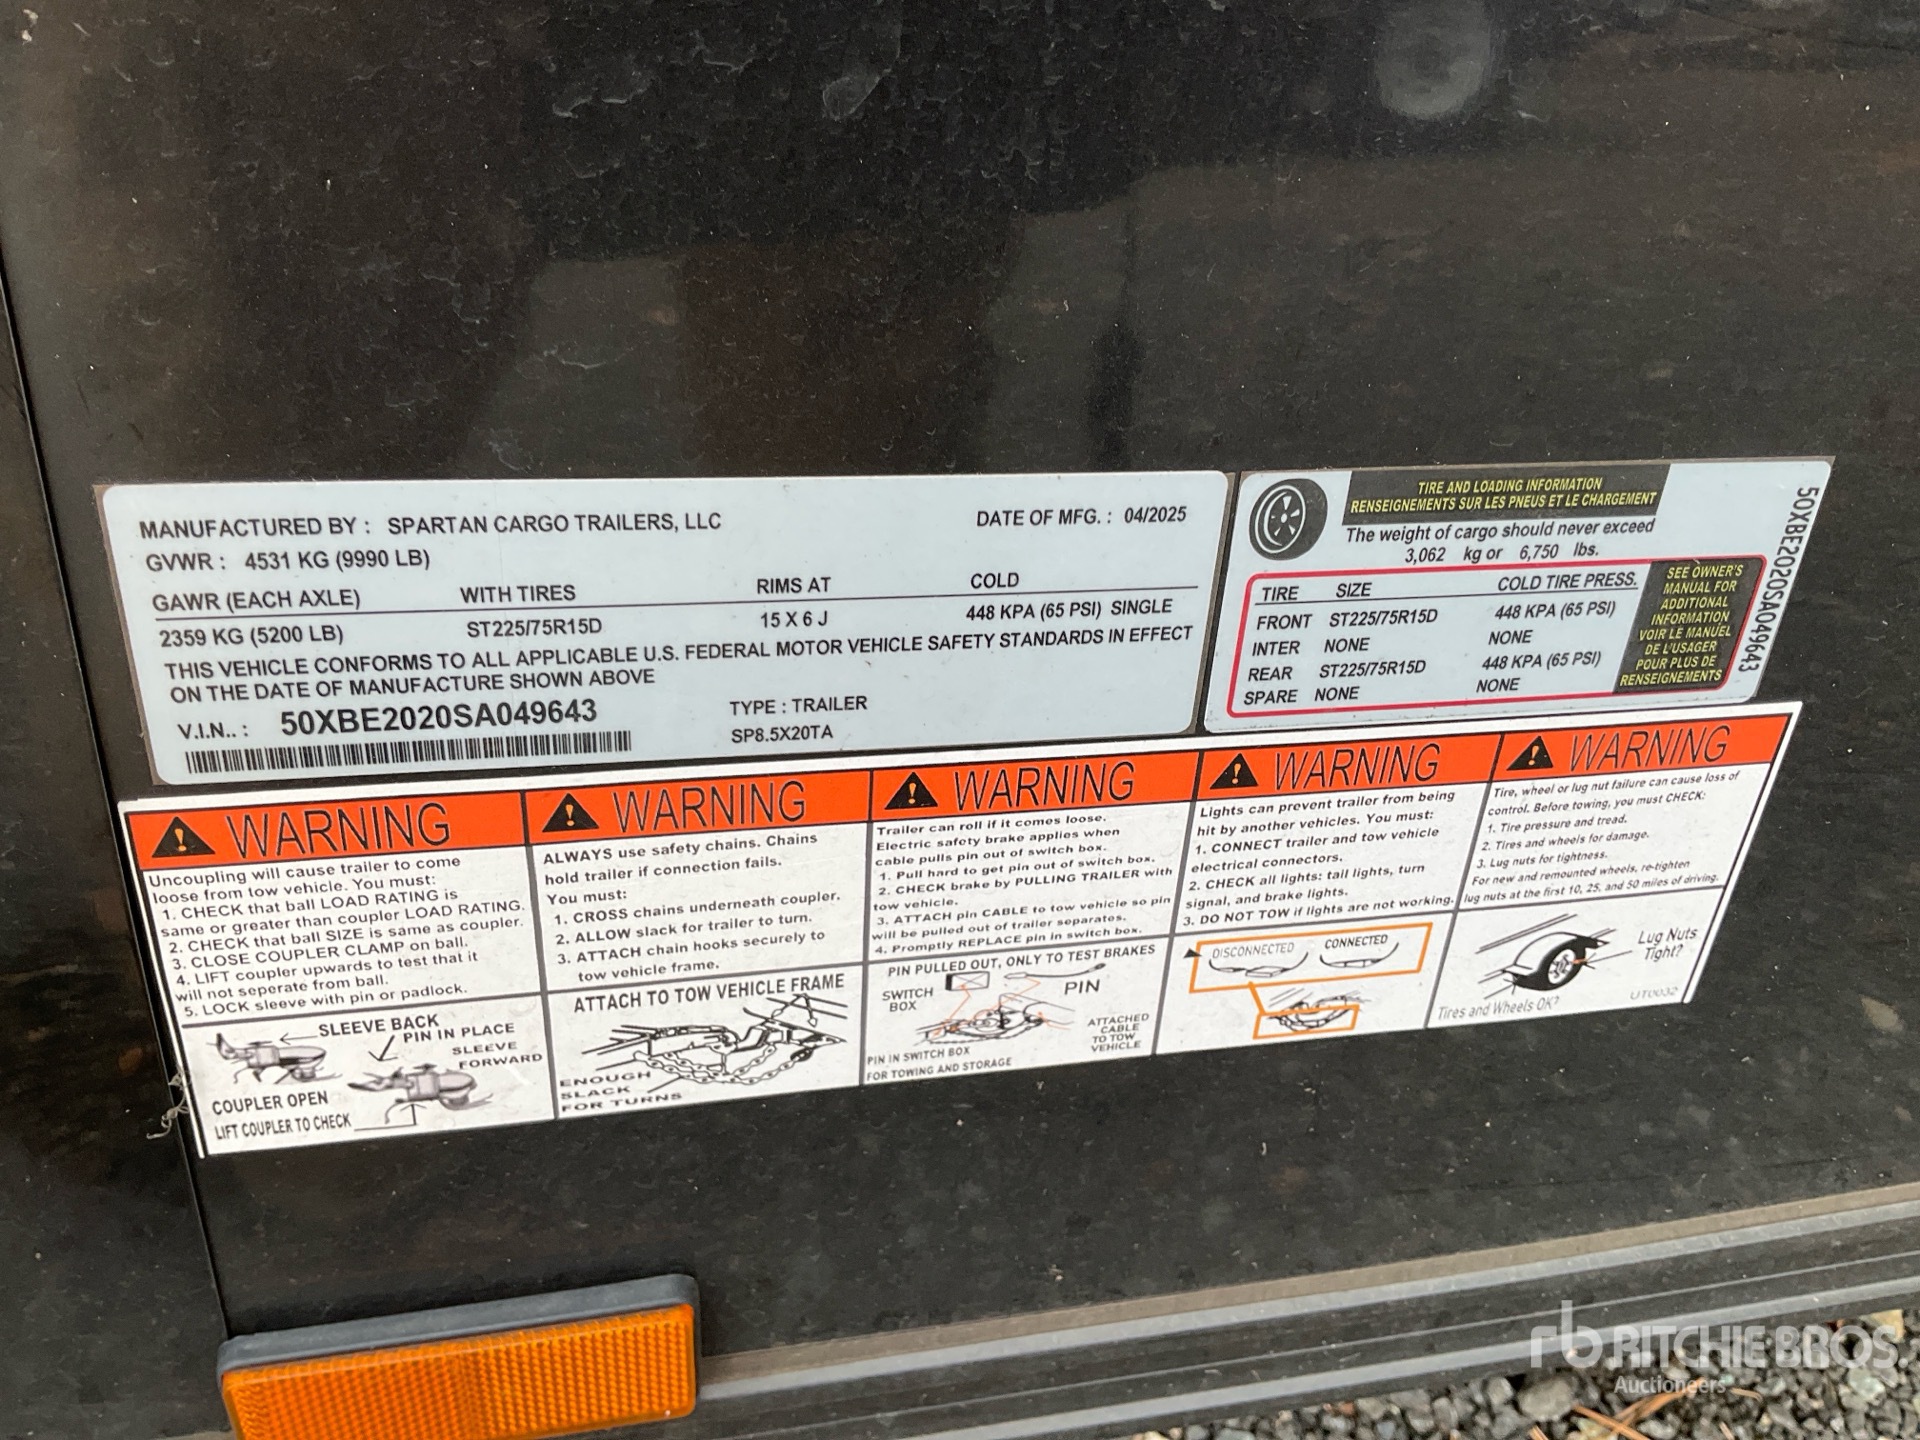 MANUFACTURED BY : SPARTAN CARGO TRAILERS, LLC DATE OF MFG. : 04/2025
GVWR : 4531 KG (9990 LB)
GAWR (EACH AXLE) WITH TIRES RIMS AT COLD
2359 KG (5200 LB) ST225/75R15D 15 X 6 J 448 KPA (65 PSI) SINGLE
THIS VEHICLE CONFORMS TO ALL APPLICABLE U.S. FEDERAL MOTOR VEHICLE SAFETY STANDARDS IN EFFECT
ON THE DATE OF MANUFACTURE SHOWN ABOVE
V.I.N.. : 50XBE2020SA049643 TYPE : TRAILER
SP8.5X20TA
TIRE AND LOADING INFORMATION
RENSEIGNEMENTS SUR LES PNEUS ET LE CHARGEMENT
The weight of cargo should never exceed
3,062 kg or 6,750 lbs.
TIRE SIZE COLD TIRE PRESS.
FRONT ST225/75R15D 448 KPA (65 PSI)
INTER NONE NONE
REAR ST225/75R15D 448 KPA (65 PSI)
SPARE NONE NONE
SEE OWNER'S
MANUAL FOR
ADDITIONAL
INFORMATION
VOIR LE MANUEL
DE L'USAGER
POUR PLUS DE
RENSEIGNEMENTS
50XBE2020SA049643
WARNING
Uncoupling will cause trailer to come
loose from tow vehicle. You must:
1. CHECK that ball LOAD RATING is
same or greater than coupler LOAD RATING.
2. CHECK that ball SIZE is same as coupler.
3. CLOSE COUPLER CLAMP on ball.
4. LIFT coupler upwards to test that it
will not seperate from ball.
5. LOCK sleeve with pin or padlock.
SLEEVE BACK
PIN IN PLACE
SLEEVE
FORWARD
COUPLER OPEN
LIFT COUPLER TO CHECK
WARNING
ALWAYS use safety chains. Chains
hold trailer if connection fails.
You must:
1. CROSS chains underneath coupler.
2. ALLOW slack for trailer to turn.
3. ATTACH chain hooks securely to
tow vehicle frame.
ATTACH TO TOW VEHICLE FRAME
ENOUGH
SLACK
FOR TURNS
WARNING
Trailer can roll if it comes loose.
Electric safety brake applies when
cable pulls pin out of switch box.
1. Pull hard to get pin out of switch box.
2. CHECK brake by PULLING TRAILER with
tow vehicle.
3. ATTACH pin CABLE to tow vehicle so pin
will be pulled out of trailer separates.
4. Promptly REPLACE pin in switch box.
PIN PULLED OUT, ONLY TO TEST BRAKES
SWITCH
BOX
PIN
ATTACHED
CABLE
TO TOW
VEHICLE
PIN IN SWITCH BOX
FOR TOWING AND STORAGE
WARNING
Lights can prevent trailer from being
hit by another vehicles. You must:
1. CONNECT trailer and tow vehicle
electrical connectors.
2. CHECK all lights: tail lights, turn
signal, and brake lights.
3. DO NOT TOW if lights are not working.
DISCONNECTED CONNECTED
WARNING
Tire, wheel or lug nut failure can cause loss of
control. Before towing, you must CHECK:
1. Tire pressure and tread.
2. Tires and wheels for damage.
3. Lug nuts for tightness.
For new and remounted wheels, re-tighten
lug nuts at the first 10, 25, and 50 miles of driving.
Lug Nuts
Tight?
Tires and Wheels OK?
UT0032
rb RITCHIE BROS.
Auctioneers